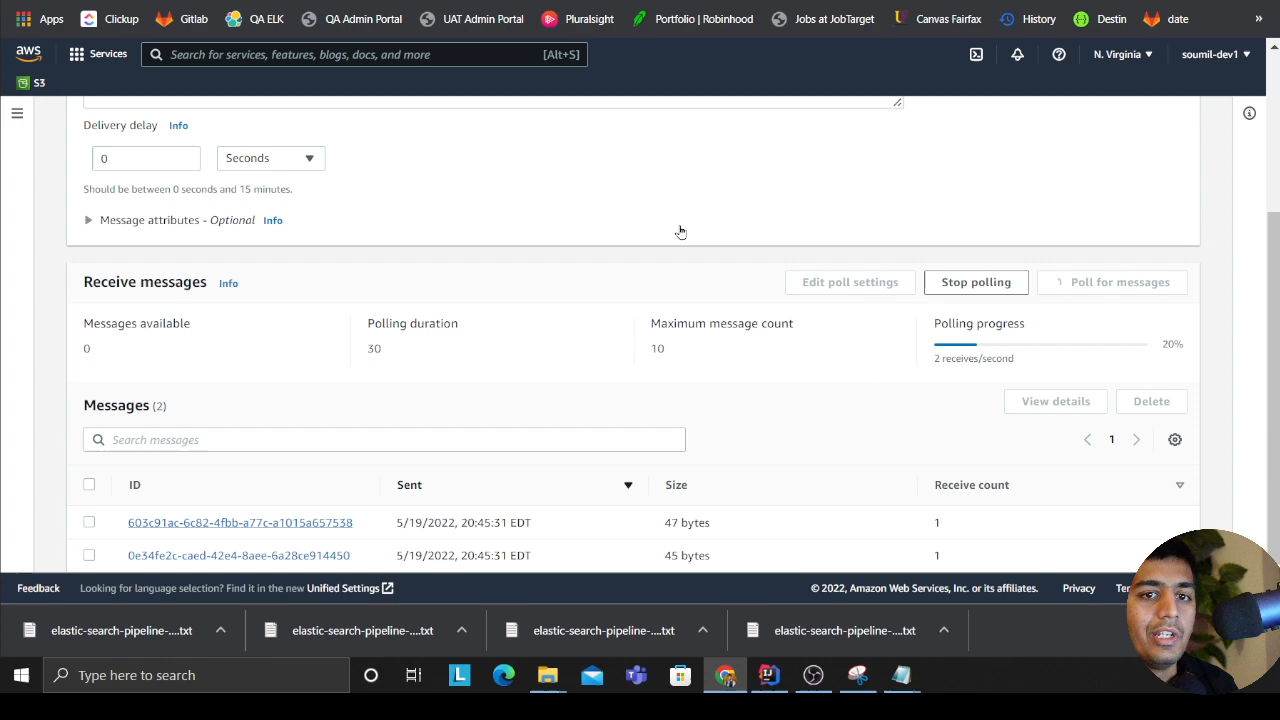 Apps Clickup Gitlab QA ELK QA Admin Portal UAT Admin Portal Pluralsight Portfolio | Robinhood Jobs at JobTarget Canvas Fairfax History Destin date »
aws Services Search for services, features, blogs, docs, and more [Alt+S] N. Virginia soumil-dev1
S3
Delivery delay Info
0 Seconds
Should be between 0 seconds and 15 minutes.
Message attributes - Optional Info
Receive messages Info Edit poll settings Stop polling Poll for messages
Messages available Polling duration Maximum message count Polling progress
0 30 10 20%
2 receives/second
Messages (2) View details Delete
Search messages 1
ID Sent Size Receive count
603c91ac-6c82-4fbb-a77c-a1015a657538 5/19/2022, 20:45:31 EDT 47 bytes 1
0e34fe2c-caed-42e4-8aee-6a28ce914450 5/19/2022, 20:45:31 EDT 45 bytes 1
Feedback Looking for language selection? Find it in the new Unified Settings © 2022, Amazon Web Services, Inc. or its affiliates. Privacy
elastic-search-pipeline-....txt elastic-search-pipeline-....txt elastic-search-pipeline-....txt elastic-search-pipeline-....txt
Type here to search